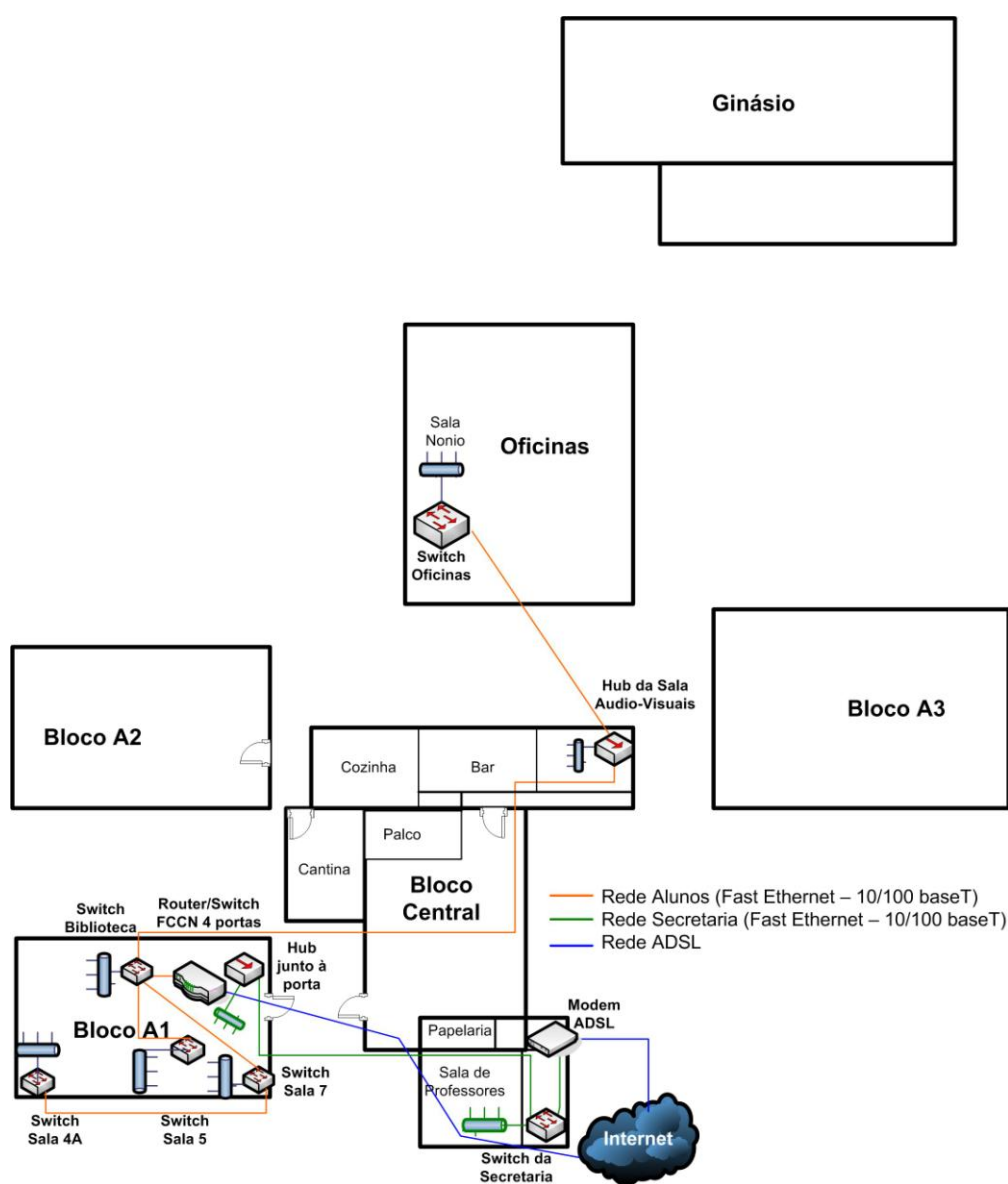 Ginásio
Sala
Nonio
Oficinas
Switch
Oficinas
Bloco A2
Hub da Sala
Audio-Visuais
Bloco A3
Cozinha
Bar
Palco
Cantina
Bloco
Central
Rede Alunos (Fast Ethernet – 10/100 baseT)
Rede Secretaria (Fast Ethernet – 10/100 baseT)
Rede ADSL
Switch
Biblioteca
Router/Switch
FCCN 4 portas
Hub
junto à
porta
Bloco A1
Modem
ADSL
Papelaria
Sala de
Professores
Switch
Sala 7
Switch
Sala 4A
Switch
Sala 5
Internet
Switch da
Secretaria